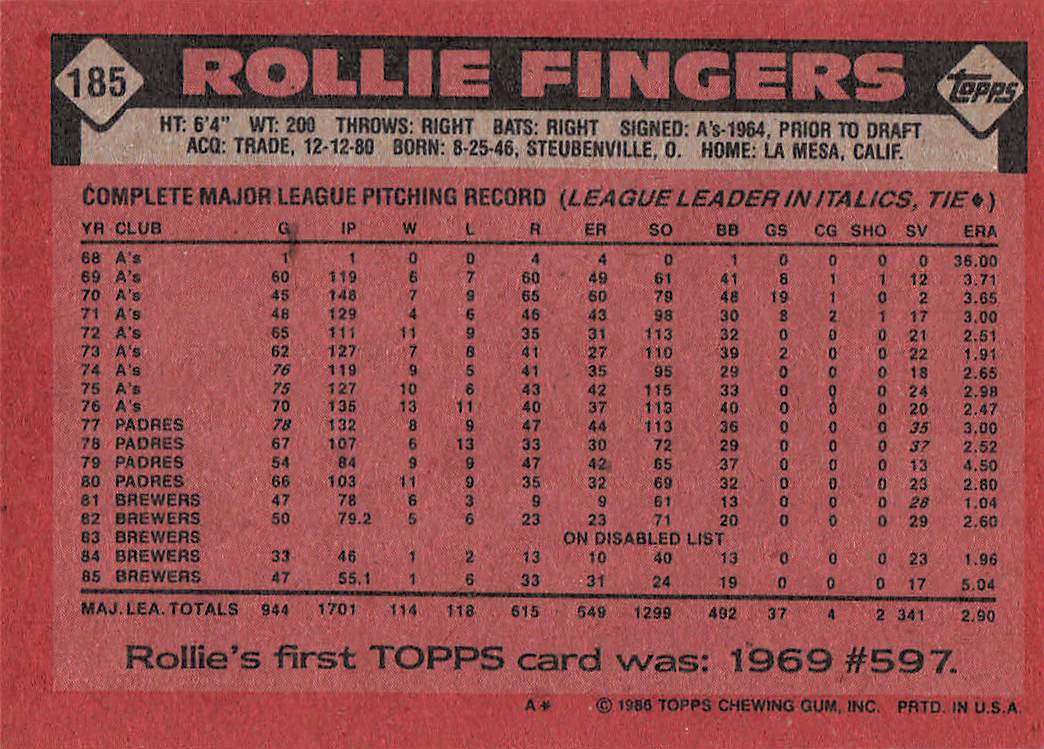 185 ROLLIE FINGERS topps
HT: 6'4" WT: 200 THROWS: RIGHT BATS: RIGHT SIGNED: A's-1964, PRIOR TO DRAFT
ACQ: TRADE, 12-12-80 BORN: 8-25-46, STEUBENVILLE, O. HOME: LA MESA, CALIF.
COMPLETE MAJOR LEAGUE PITCHING RECORD (LEAGUE LEADER IN ITALICS, TIE♦)
YR CLUB G IP W L R ER SO BB GS CG SHO SV ERA
68 A's 1 1 0 0 4 4 0 1 0 0 0 0 36.00
69 A's 60 119 6 7 60 49 61 41 8 1 1 12 3.71
70 A's 45 148 7 9 65 60 79 48 19 1 0 2 3.65
71 A's 48 129 4 6 46 43 98 30 8 2 1 17 3.00
72 A's 65 111 11 9 35 31 113 32 0 0 0 21 2.51
73 A's 62 127 7 8 41 27 110 39 2 0 0 22 1.91
74 A's 76 119 9 5 41 35 95 29 0 0 0 18 2.65
75 A's 75 127 10 6 43 42 115 33 0 0 0 24 2.98
76 A's 70 135 13 11 40 37 113 40 0 0 0 20 2.47
77 PADRES 78 132 8 9 47 44 113 36 0 0 0 35 3.00
78 PADRES 67 107 6 13 33 30 72 29 0 0 0 37 2.52
79 PADRES 54 84 9 9 47 42 65 37 0 0 0 13 4.50
80 PADRES 66 103 11 9 35 32 69 32 0 0 0 23 2.80
81 BREWERS 47 78 6 3 9 9 61 13 0 0 0 28 1.04
82 BREWERS 50 79.2 5 6 23 23 71 20 0 0 0 29 2.60
83 BREWERS ON DISABLED LIST
84 BREWERS 33 46 1 2 13 10 40 13 0 0 0 23 1.96
85 BREWERS 47 55.1 1 6 33 31 24 19 0 0 0 17 5.04
MAJ. LEA. TOTALS 944 1701 114 118 615 549 1299 492 37 4 2 341 2.90
Rollie's first TOPPS card was: 1969 #597.
A* © 1986 TOPPS CHEWING GUM, INC. PRTD. IN U.S.A.